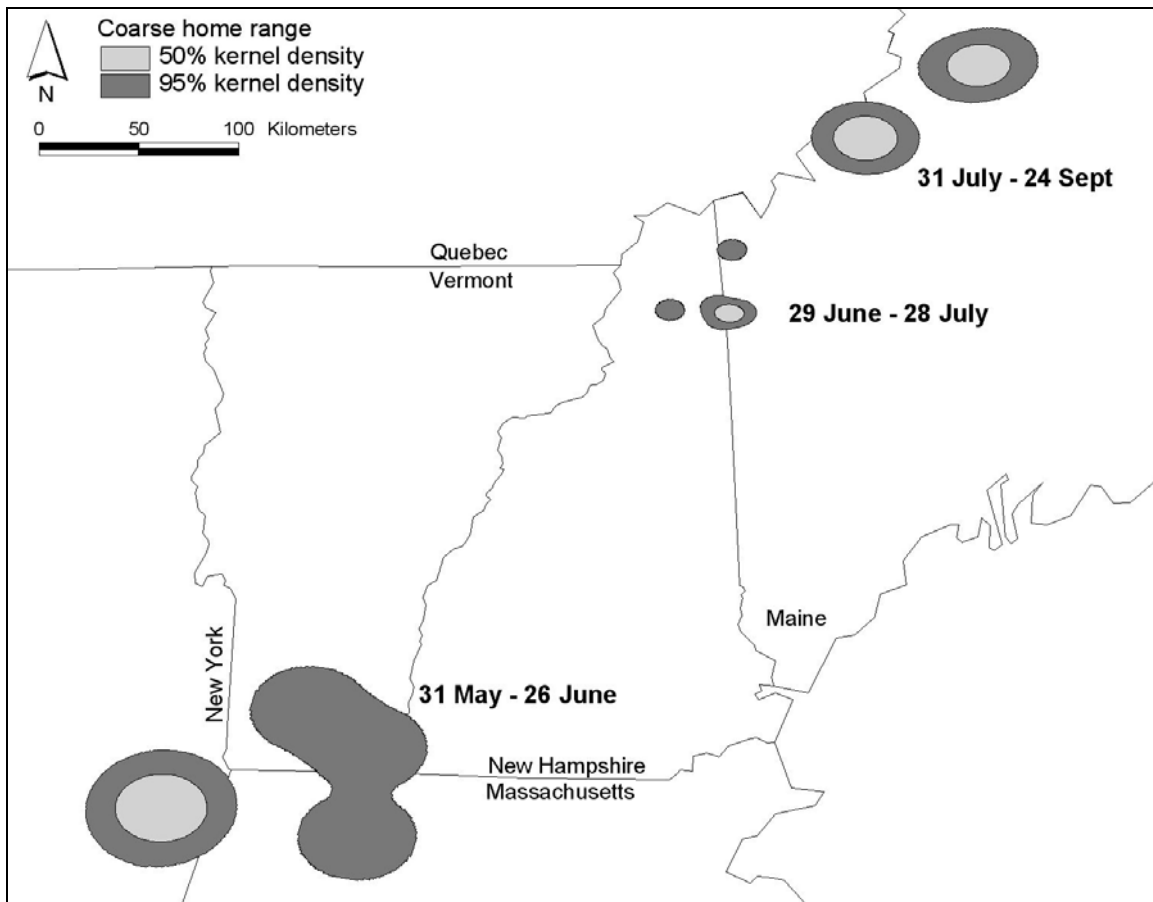 Coarse home range
50% kernel density
95% kernel density
N
0 50 100 Kilometers
31 July - 24 Sept
Quebec
Vermont
29 June - 28 July
Maine
New York
31 May - 26 June
New Hampshire
Massachusetts